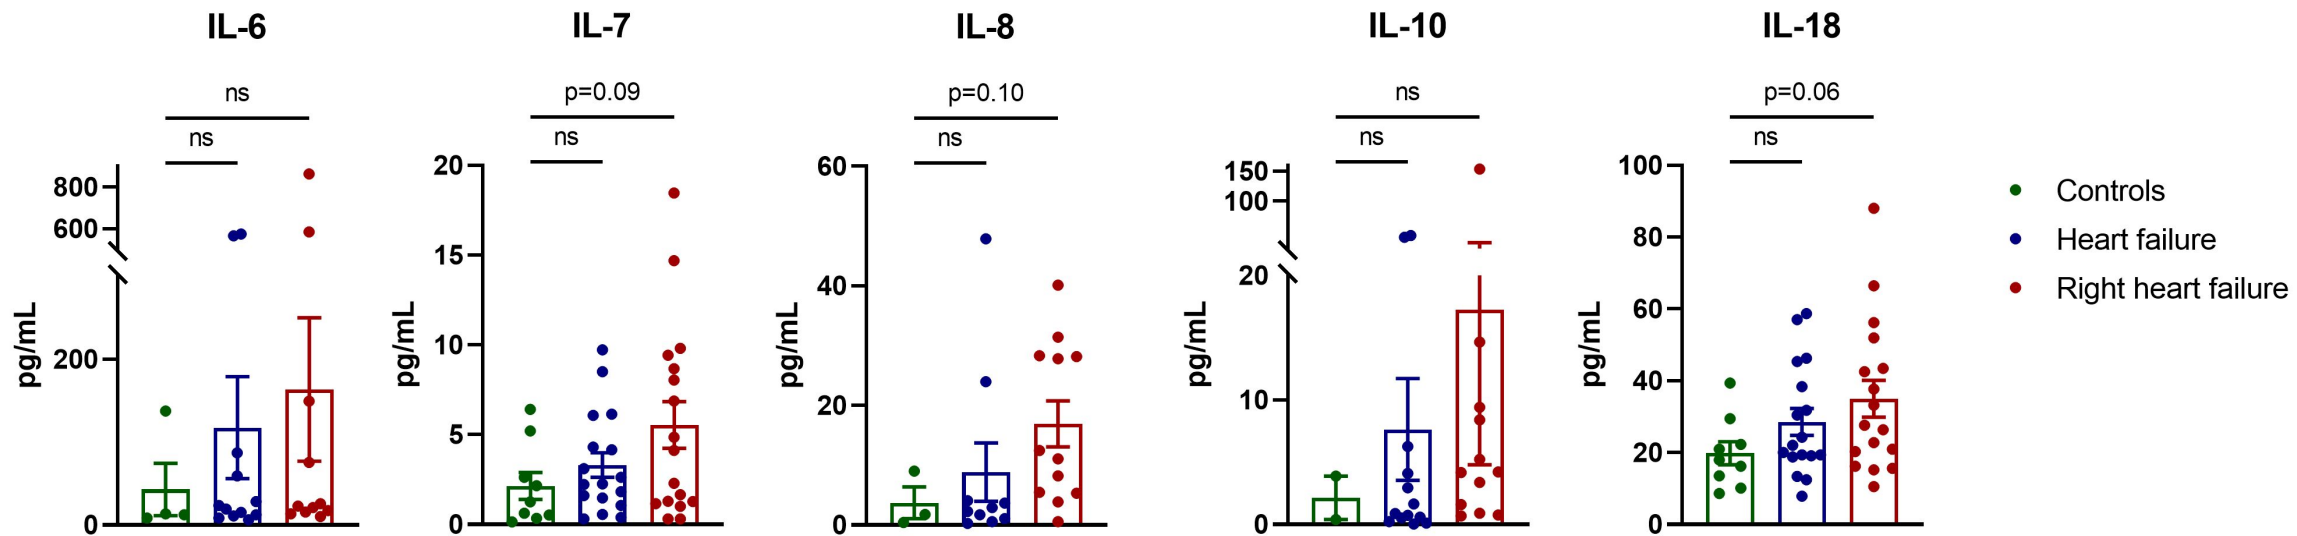 IL-6
ns
ns
800
600
200
0
pg/mL
IL-7
p=0.09
ns
20
15
10
5
0
pg/mL
IL-8
p=0.10
ns
60
40
20
0
pg/mL
IL-10
ns
ns
150
100
20
10
0
pg/mL
IL-18
p=0.06
ns
100
80
60
40
20
0
pg/mL
Controls
Heart failure
Right heart failure